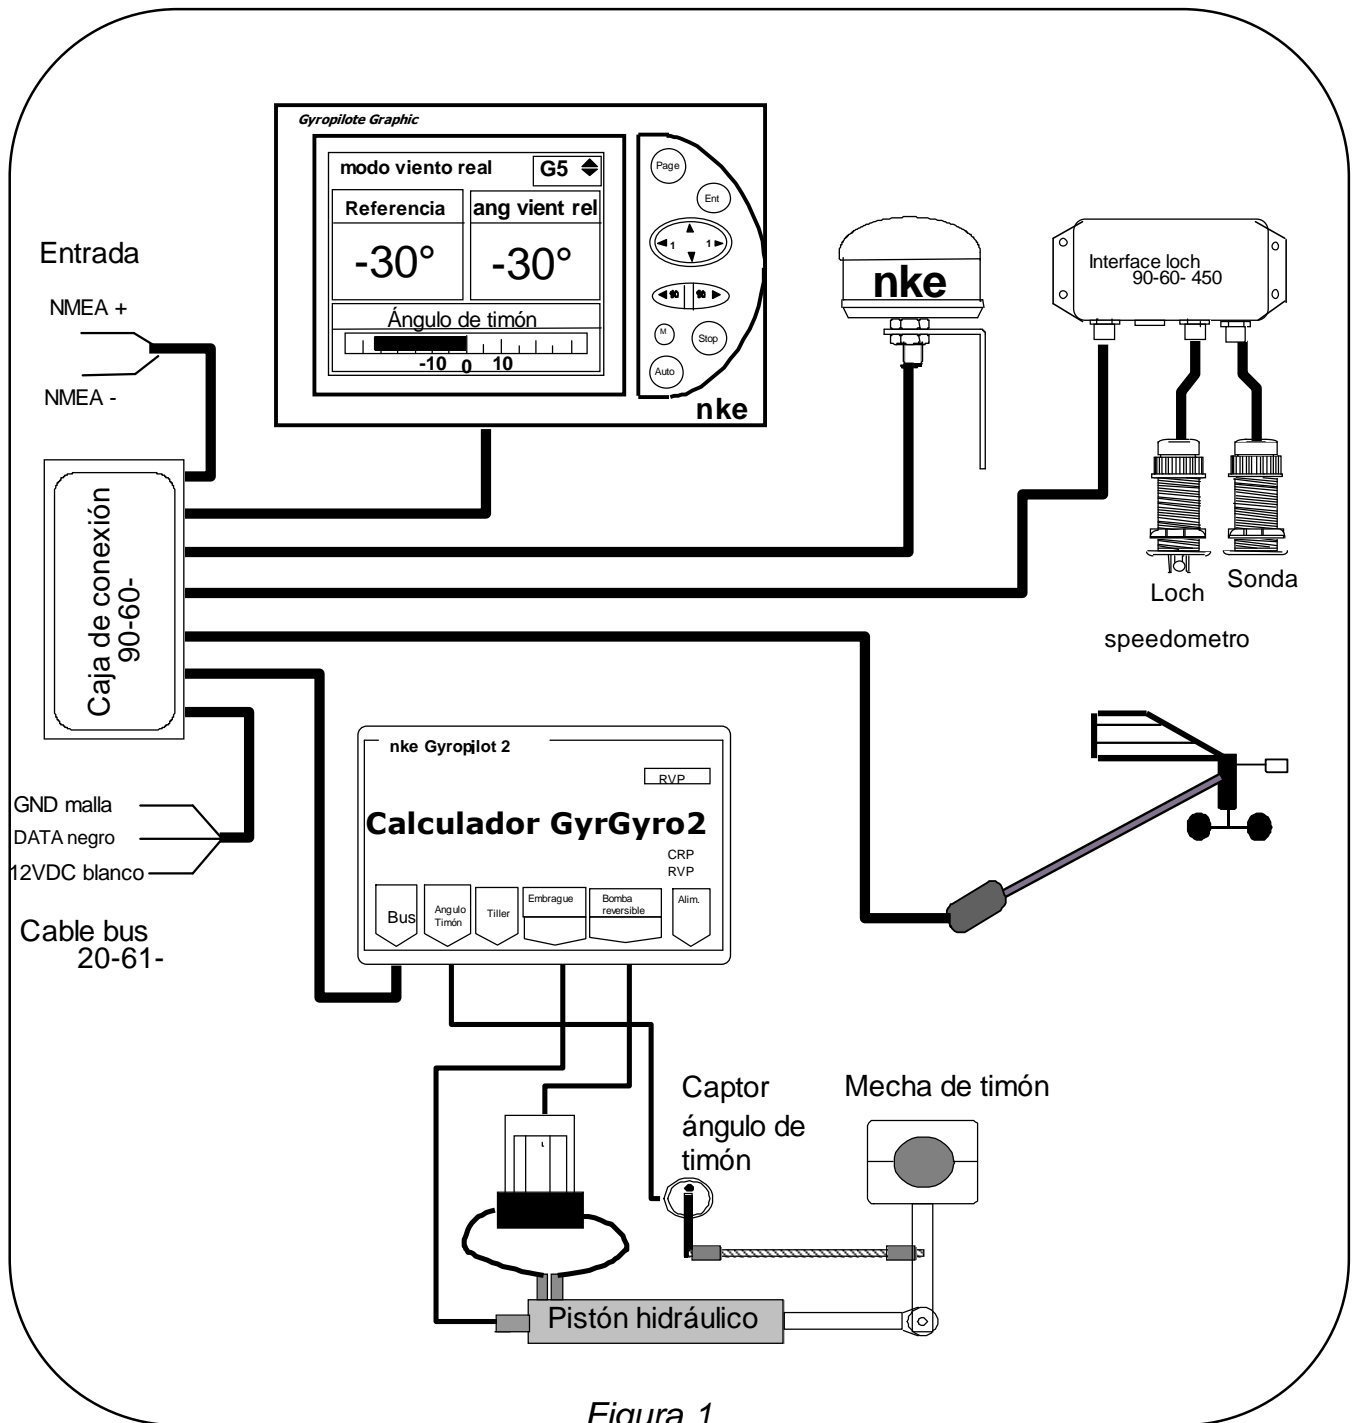 Gyropilote Graphic
modo viento real
G5
Referencia
ang vient rel
-30°
-30°
Ángulo de timón
-10 0 10
Page
Ent
1 1
10 10
M
Stop
Auto
nke
nke
Interface loch
90-60- 450
Loch
Sonda
speedometro
Entrada
NMEA +
NMEA -
Caja de conexión
90-60-
GND malla
DATA negro
12VDC blanco
Cable bus
20-61-
nke Gyropilot 2
RVP
Calculador GyrGyro2
CRP
RVP
Bus
Angulo
Timón
Tiller
Embrague
Bomba
reversible
Alim.
Captor
ángulo de
timón
Mecha de timón
Pistón hidráulico
Figura 1